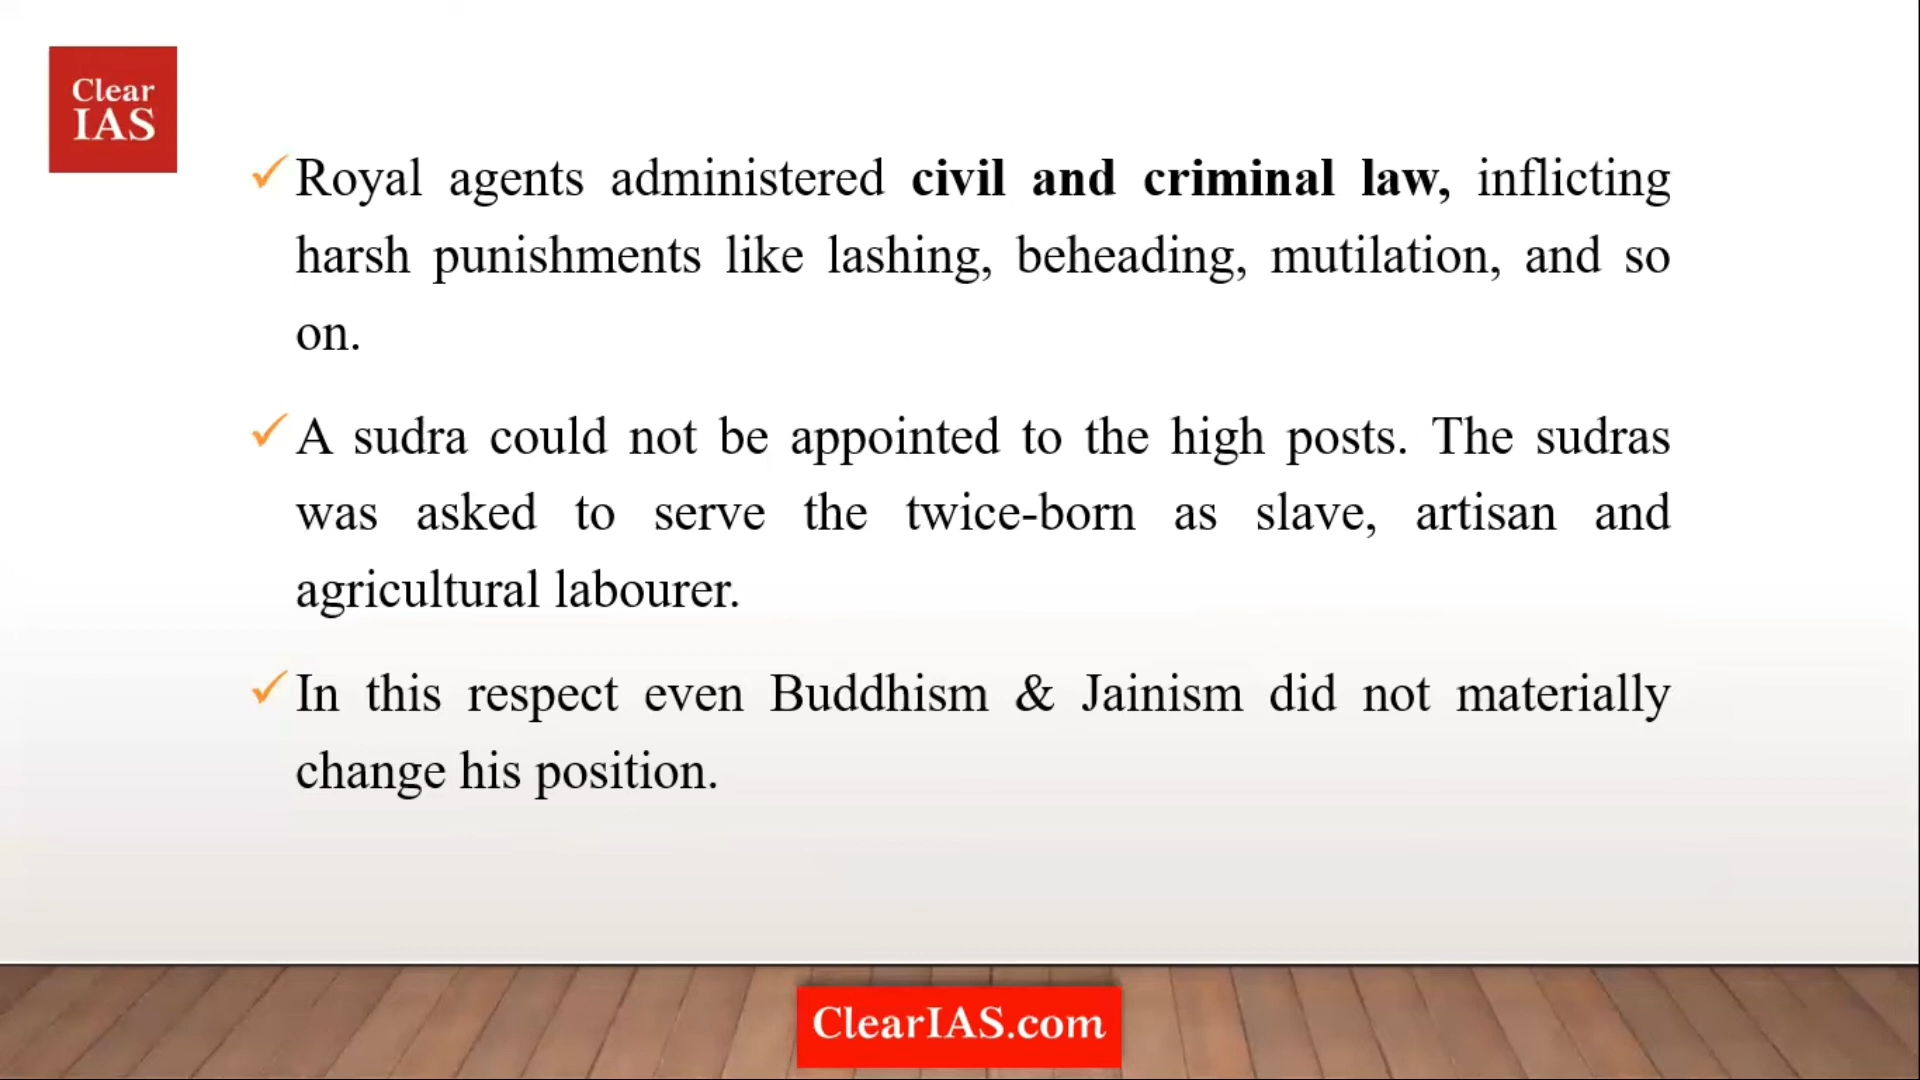 Clear
IAS
Royal agents administered civil and criminal law, inflicting
harsh punishments like lashing, beheading, mutilation, and so
on.
A sudra could not be appointed to the high posts. The sudras
was asked to serve the twice-born as slave, artisan and
agricultural labourer.
In this respect even Buddhism & Jainism did not materially
change his position.
ClearIAS.com